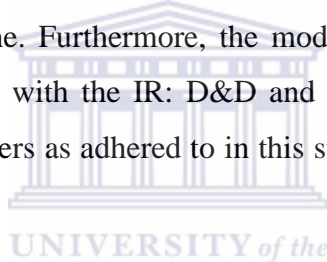 ne. Furthermore, the mod
with the IR: D&D and
ers as adhered to in this s
UNIVERSITY of the